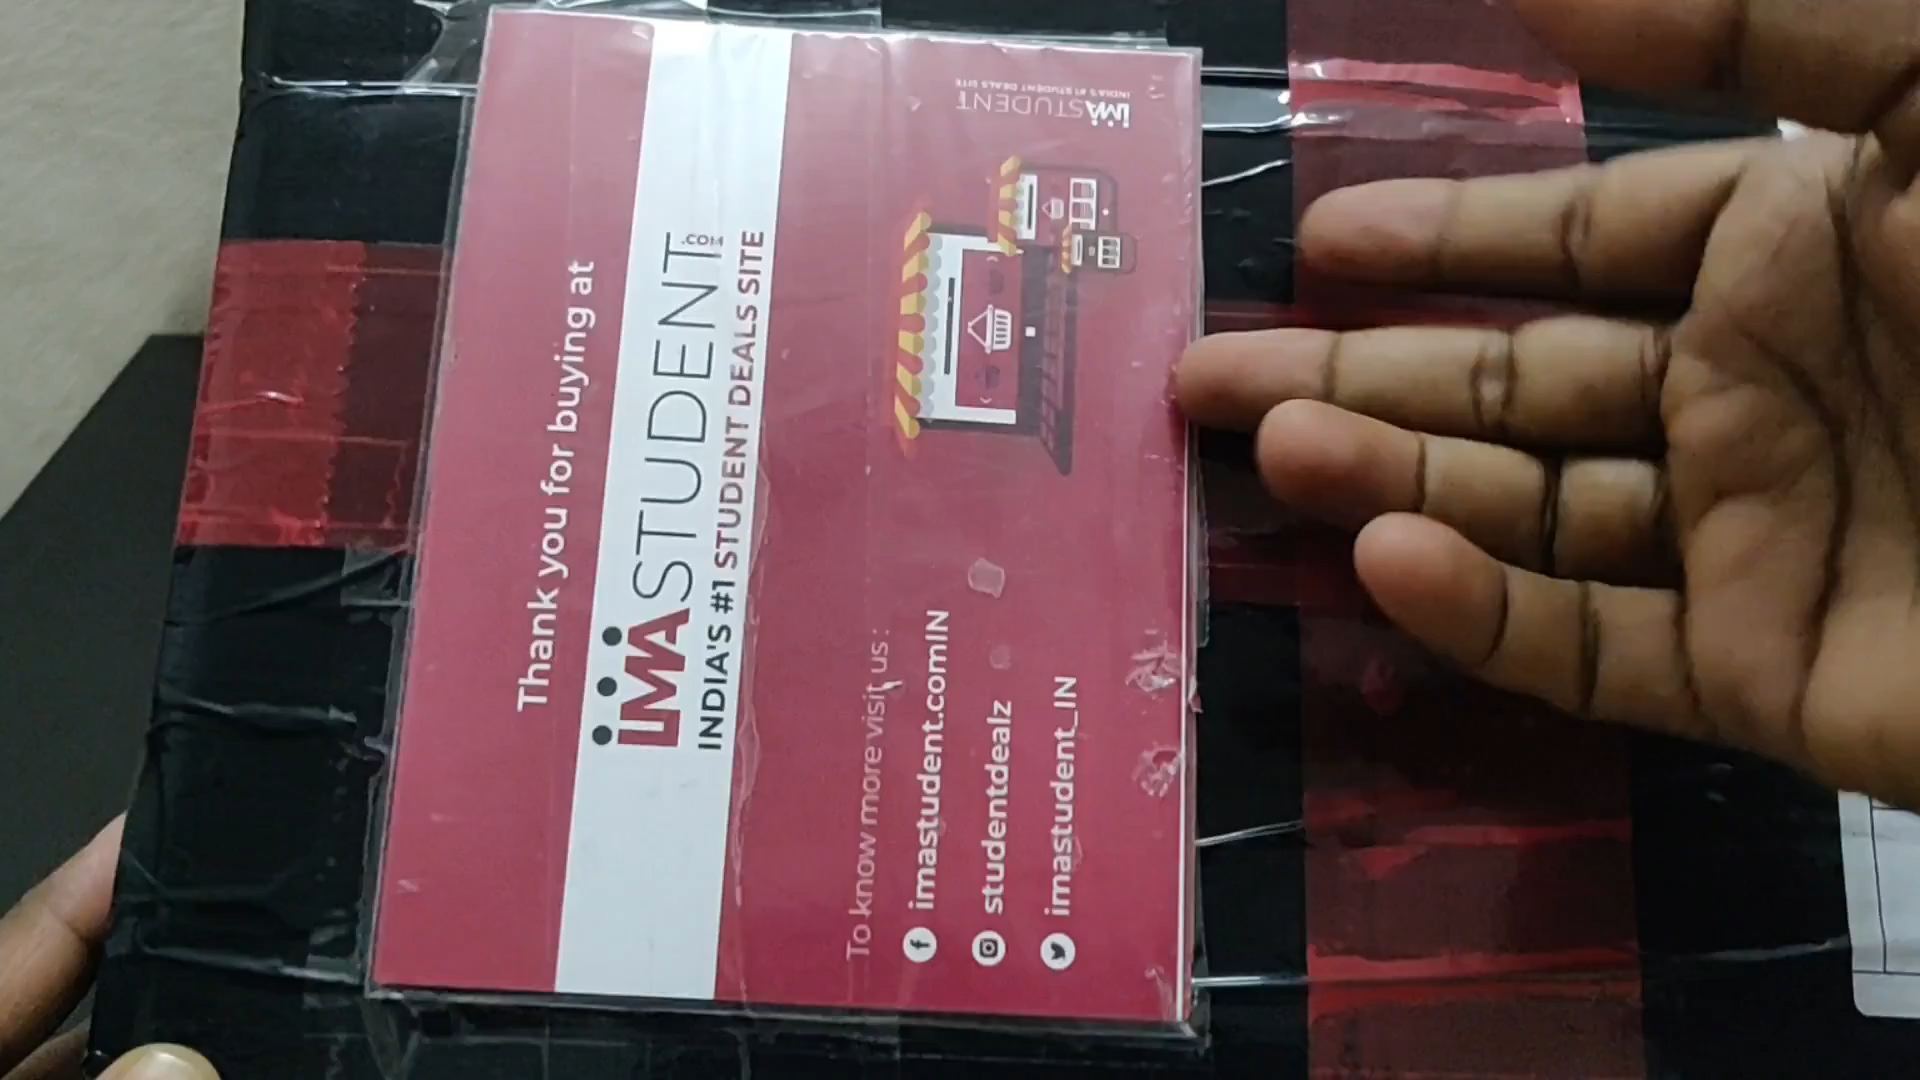 Thank you for buying at
iMASTUDENT.COM
INDIA'S #1 STUDENT DEALS SITE
To know more visit us :
imastudent.comIN
studentdealz
imastudent_IN
iMASTUDENT
INDIA'S #1 STUDENT DEALS SITE